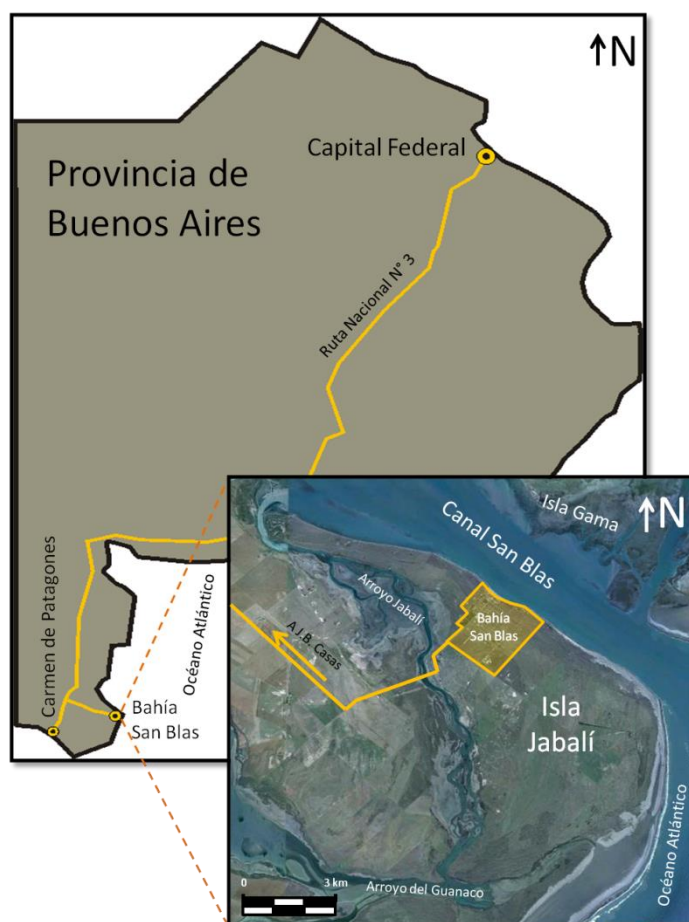 N
Capital Federal
Provincia de
Buenos Aires
Ruta Nacional N° 3
Carmen de Patagones
Océano Atlántico
Bahía
San Blas
Isla Gama
N
Canal San Blas
Arroyo Jabalí
Bahía
San Blas
A J.B. Casas
Isla
Jabalí
Océano Atlántico
0
3 km
Arroyo del Guanaco